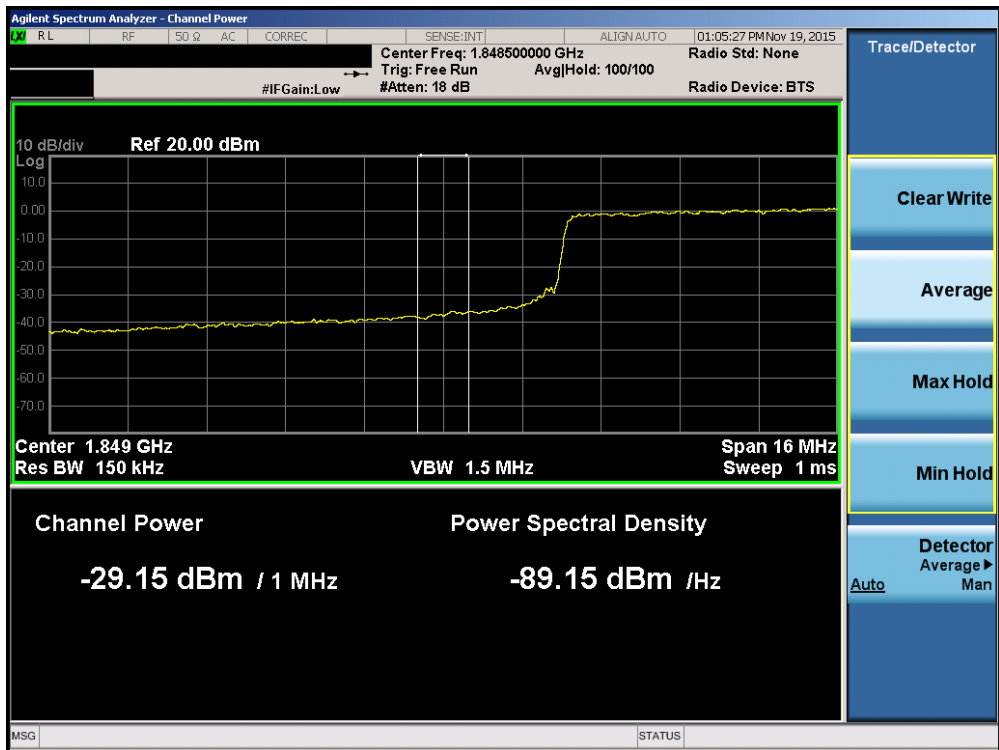 Agilent Spectrum Analyzer - Channel Power
LXI RL RF 50 Ω AC CORREC SENSE:INT ALIGN AUTO 01:05:27 PM Nov 19, 2015
Center Freq: 1.848500000 GHz Radio Std: None
Trig: Free Run Avg|Hold: 100/100
#IFGain:Low #Atten: 18 dB Radio Device: BTS
10 dB/div Ref 20.00 dBm
Log
10.0
0.00
-10.0
-20.0
-30.0
-40.0
-50.0
-60.0
-70.0
Center 1.849 GHz Span 16 MHz
Res BW 150 kHz VBW 1.5 MHz Sweep 1 ms
Channel Power Power Spectral Density
-29.15 dBm / 1 MHz -89.15 dBm /Hz
Trace/Detector
Clear Write
Average
Max Hold
Min Hold
Detector
Average▶
Auto Man
MSG STATUS